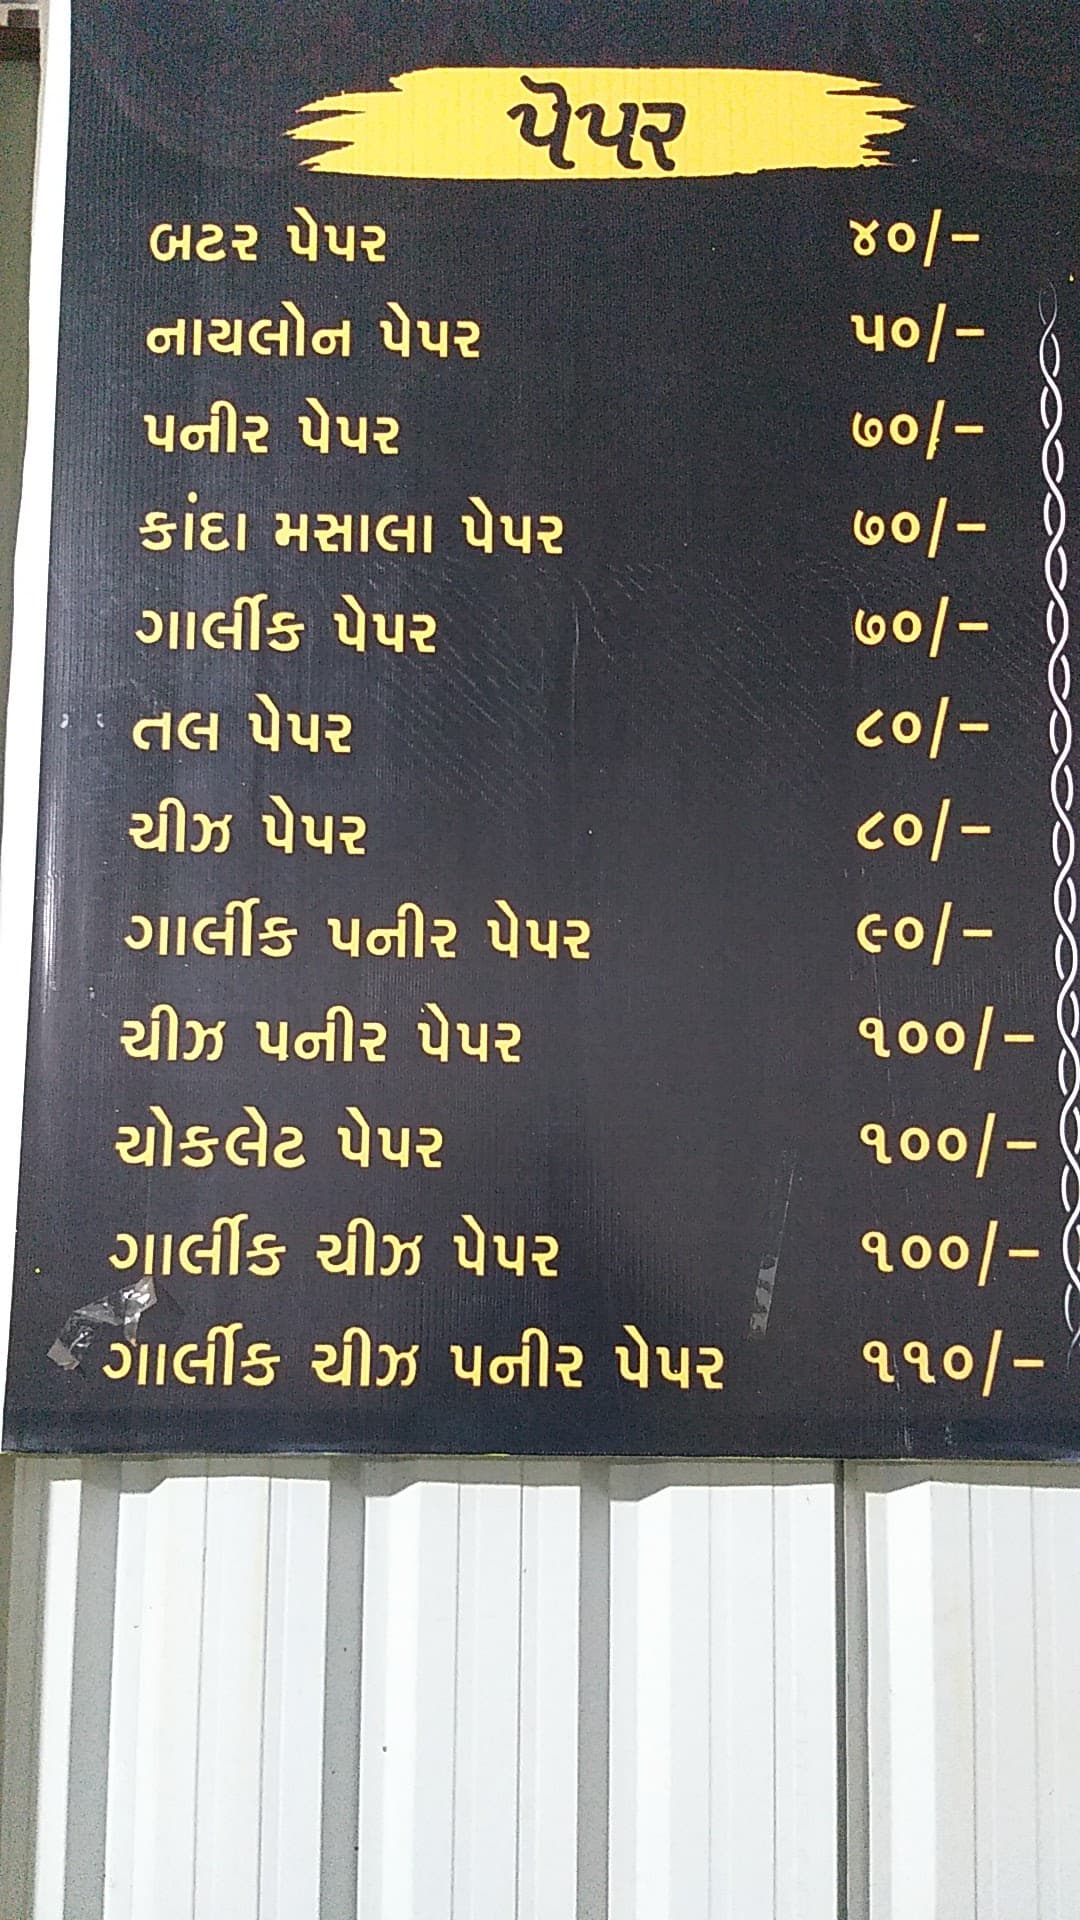 પેપર
બટર પેપર ૪૦/-
નાયલોન પેપર ૫૦/-
પનીર પેપર ૭૦/-
કાંદા મસાલા પેપર ૭૦/-
ગાર્લીક પેપર ૭૦/-
તલ પેપર ૮૦/-
ચીઝ પેપર ૮૦/-
ગાર્લીક પનીર પેપર ૯૦/-
ચીઝ પનીર પેપર ૧૦૦/-
ચોકલેટ પેપર ૧૦૦/-
ગાર્લીક ચીઝ પેપર ૧૦૦/-
ગાર્લીક ચીઝ પનીર પેપર ૧૧૦/-